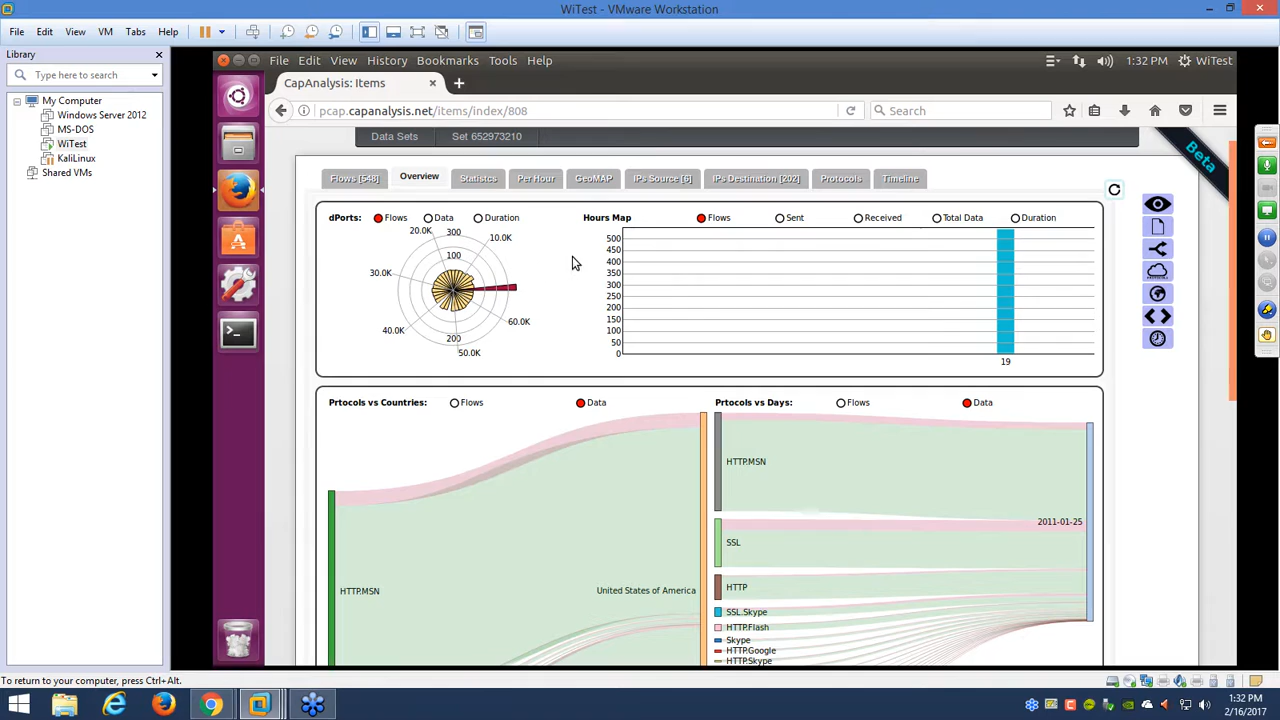 WiTest - VMware Workstation
File Edit View VM Tabs Help
Library
Type here to search
My Computer
Windows Server 2012
MS-DOS
WiTest
KaliLinux
Shared VMs
File Edit View History Bookmarks Tools Help
1:32 PM WiTest
CapAnalysis: Items
pcap.capanalysis.net/items/index/808
Search
Data Sets Set 652973210
Beta
Flows [548] Overview Statistcs Per Hour GeoMAP IPs Source [6] IPs Destination [202] Protocols Timeline
dPorts: Flows Data Duration
20.0K 300 10.0K
100
30.0K
40.0K 60.0K
200
50.0K
Hours Map Flows Sent Received Total Data Duration
500
450
400
350
300
250
200
150
100
50
0
19
Prtocols vs Countries: Flows Data
HTTP.MSN
United States of America
Prtocols vs Days: Flows Data
HTTP.MSN
2011-01-25
SSL
HTTP
SSL.Skype
HTTP.Flash
Skype
HTTP.Google
HTTP.Skype
PROTOCOLS
To return to your computer, press Ctrl+Alt.
1:32 PM
2/16/2017